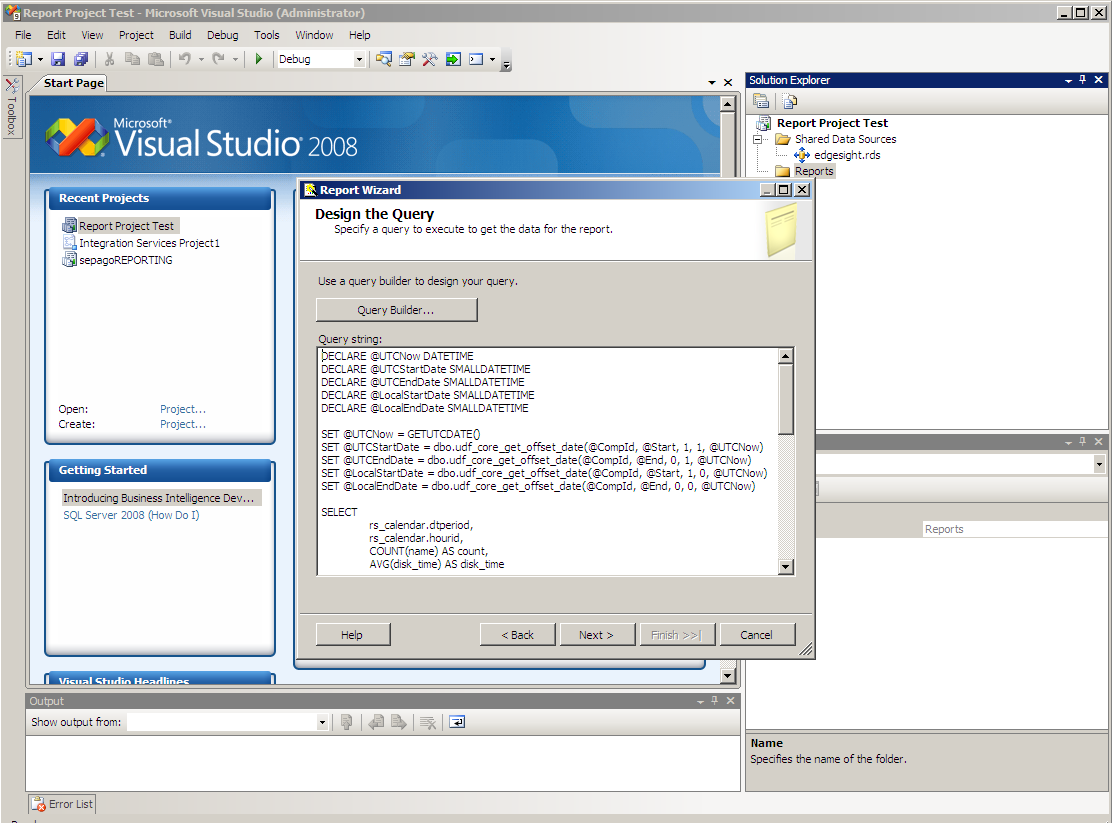 Report Project Test - Microsoft Visual Studio (Administrator)
File Edit View Project Build Debug Tools Window Help
Debug
Toolbox
Start Page
Microsoft®
Visual Studio® 2008
Recent Projects
Report Project Test
Integration Services Project1
sepagoREPORTING
Open: Project...
Create: Project...
Getting Started
Introducing Business Intelligence Dev...
SQL Server 2008 (How Do I)
Visual Studio Headlines
Report Wizard
Design the Query
Specify a query to execute to get the data for the report.
Use a query builder to design your query.
Query Builder...
Query string:
DECLARE @UTCNow DATETIME
DECLARE @UTCStartDate SMALLDATETIME
DECLARE @UTCEndDate SMALLDATETIME
DECLARE @LocalStartDate SMALLDATETIME
DECLARE @LocalEndDate SMALLDATETIME
SET @UTCNow = GETUTCDATE()
SET @UTCStartDate = dbo.udf_core_get_offset_date(@CompId, @Start, 1, 1, @UTCNow)
SET @UTCEndDate = dbo.udf_core_get_offset_date(@CompId, @End, 0, 1, @UTCNow)
SET @LocalStartDate = dbo.udf_core_get_offset_date(@CompId, @Start, 1, 0, @UTCNow)
SET @LocalEndDate = dbo.udf_core_get_offset_date(@CompId, @End, 0, 0, @UTCNow)
SELECT
rs_calendar.dtperiod,
rs_calendar.hourid,
COUNT(name) AS count,
AVG(disk_time) AS disk_time
Help < Back Next > Finish >>| Cancel
Solution Explorer
Report Project Test
Shared Data Sources
edgesight.rds
Reports
Reports
Name
Specifies the name of the folder.
Output
Show output from:
Error List